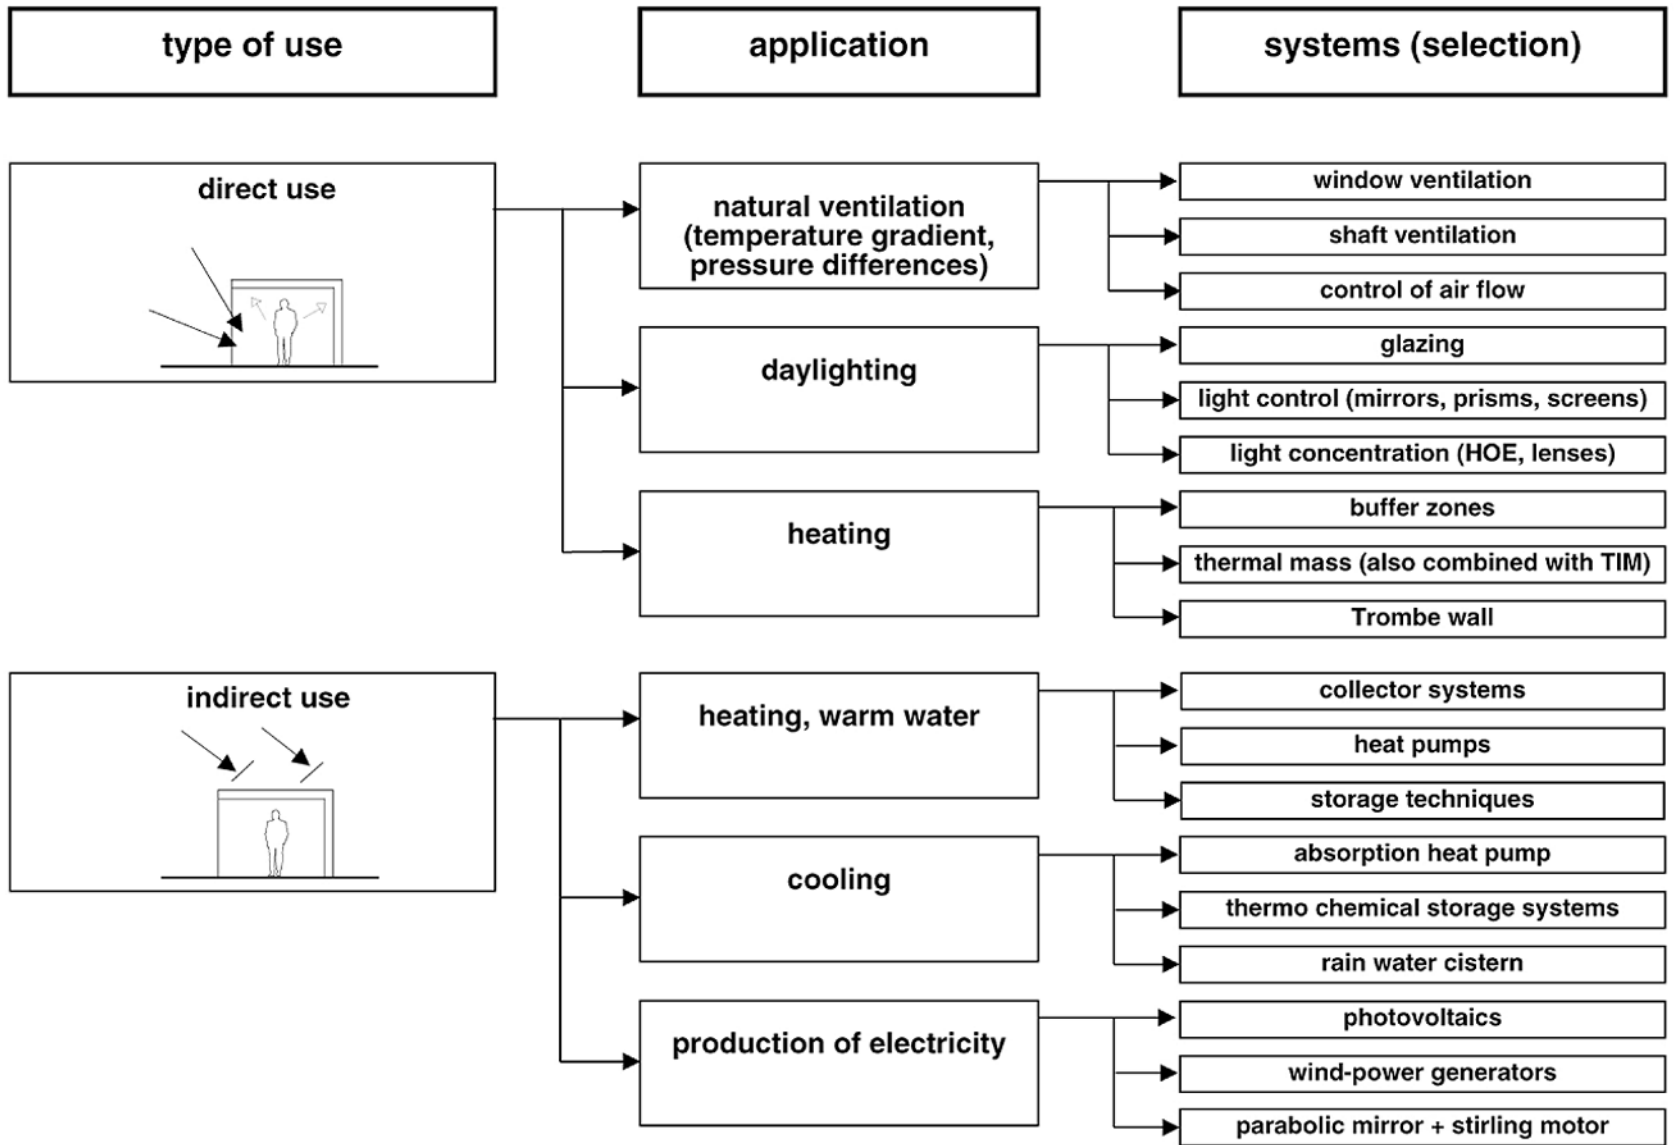 type of use
application
systems (selection)
direct use
natural ventilation
(temperature gradient,
pressure differences)
window ventilation
shaft ventilation
control of air flow
daylighting
glazing
light control (mirrors, prisms, screens)
light concentration (HOE, lenses)
heating
buffer zones
thermal mass (also combined with TIM)
Trombe wall
indirect use
heating, warm water
collector systems
heat pumps
storage techniques
cooling
absorption heat pump
thermo chemical storage systems
rain water cistern
production of electricity
photovoltaics
wind-power generators
parabolic mirror + stirling motor